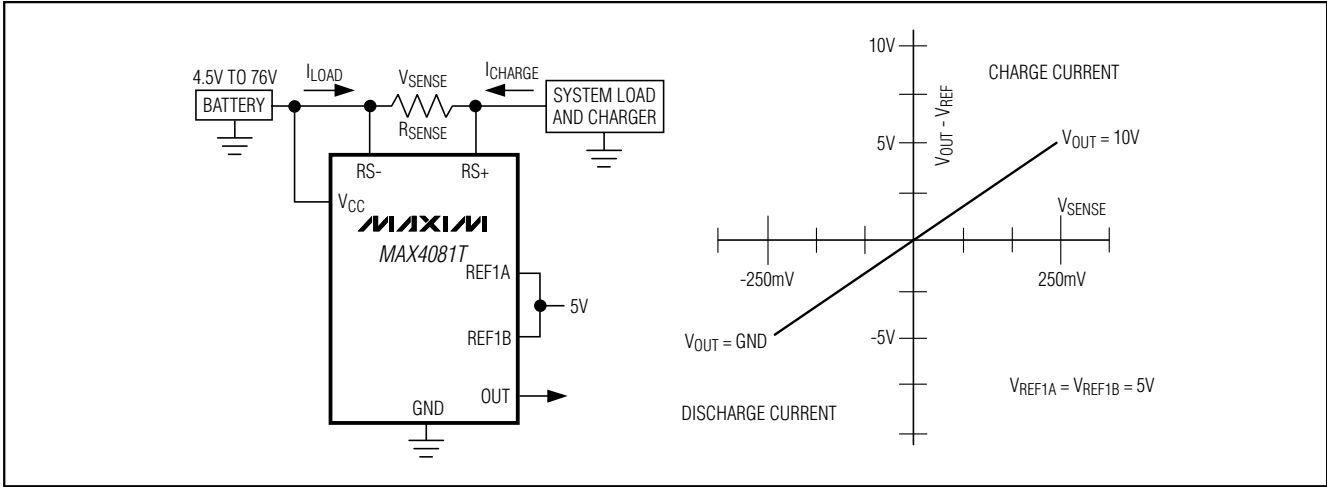 4.5V TO 76V
BATTERY
ILOAD
VSENSE
RSENSE
ICHARGE
SYSTEM LOAD
AND CHARGER
RS-
RS+
VCC
MAXIM
MAX4081T
REF1A
5V
REF1B
OUT
GND
10V
CHARGE CURRENT
VOUT - VREF
5V
VOUT = 10V
VSENSE
-250mV
250mV
VOUT = GND
-5V
VREF1A = VREF1B = 5V
DISCHARGE CURRENT